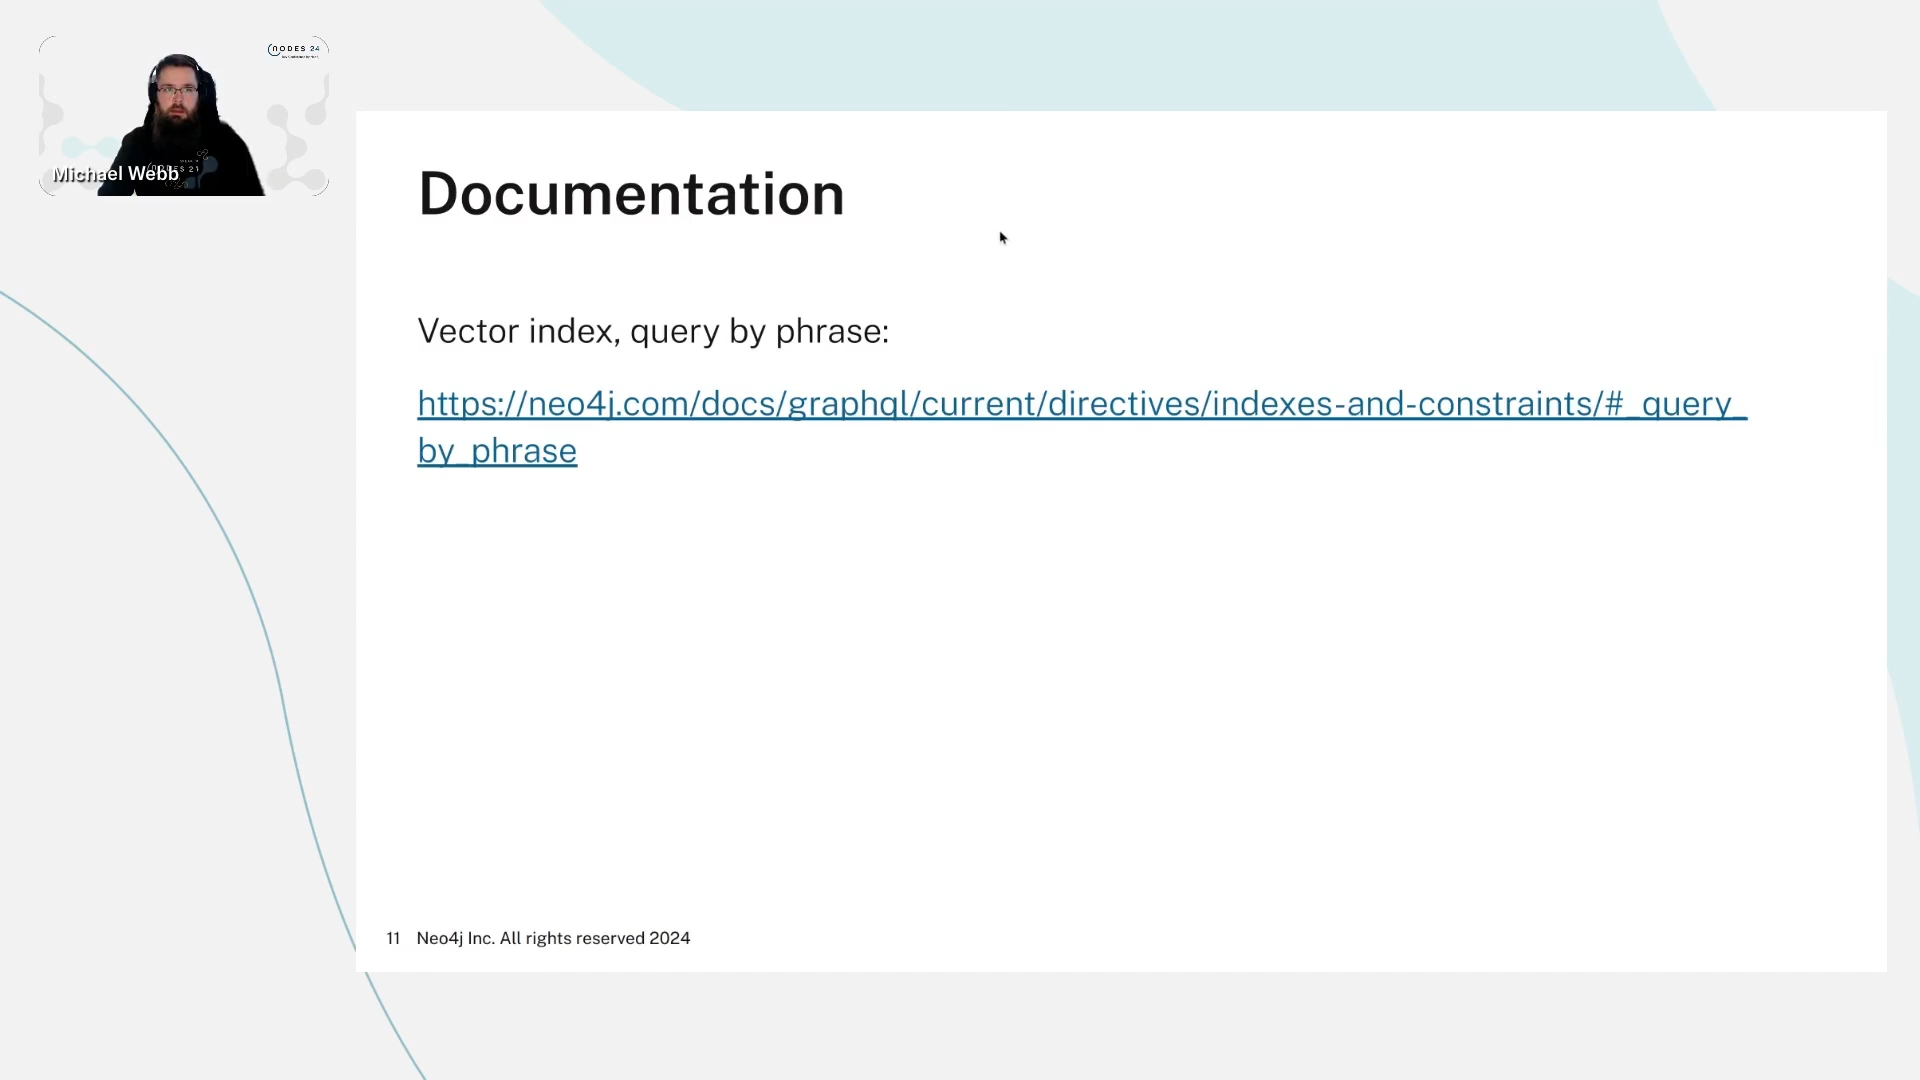 NODES 24
Michael Webb
Documentation
Vector index, query by phrase:
https://neo4j.com/docs/graphql/current/directives/indexes-and-constraints/#_query_
by_phrase
11 Neo4j Inc. All rights reserved 2024